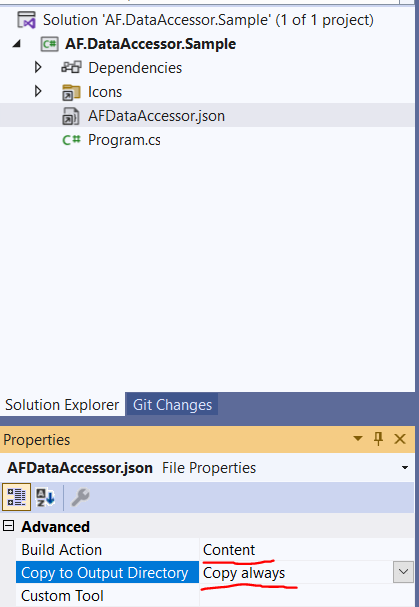 Solution 'AF.DataAccessor.Sample' (1 of 1 project)
C# AF.DataAccessor.Sample
Dependencies
Icons
AFDataAccessor.json
C# Program.cs
Solution Explorer Git Changes
Properties
AFDataAccessor.json File Properties
A
Z
Advanced
Build Action Content
Copy to Output Directory Copy always
Custom Tool